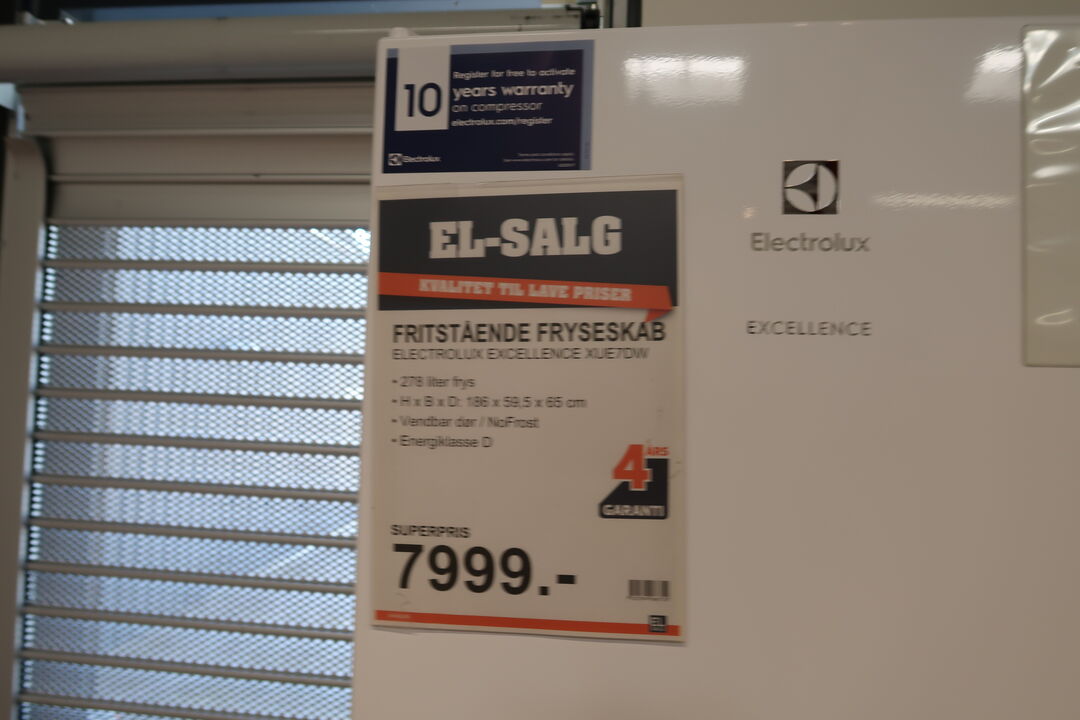 10
Register for free to activate
years warranty
on compressor
electrolux.com/register
Electrolux
EL-SALG
KVALITET TIL LAVE PRISER
FRITSTÅENDE FRYSESKAB
ELECTROLUX EXCELLENCE XUE7DW
• 278 liter frys
• H x B x D: 186 x 59,5 x 65 cm
• Vendbar dør / NoFrost
• Energiklasse D
4 ÅRS
GARANTI
SUPERPRIS
7999.-
EL
Electrolux
EXCELLENCE